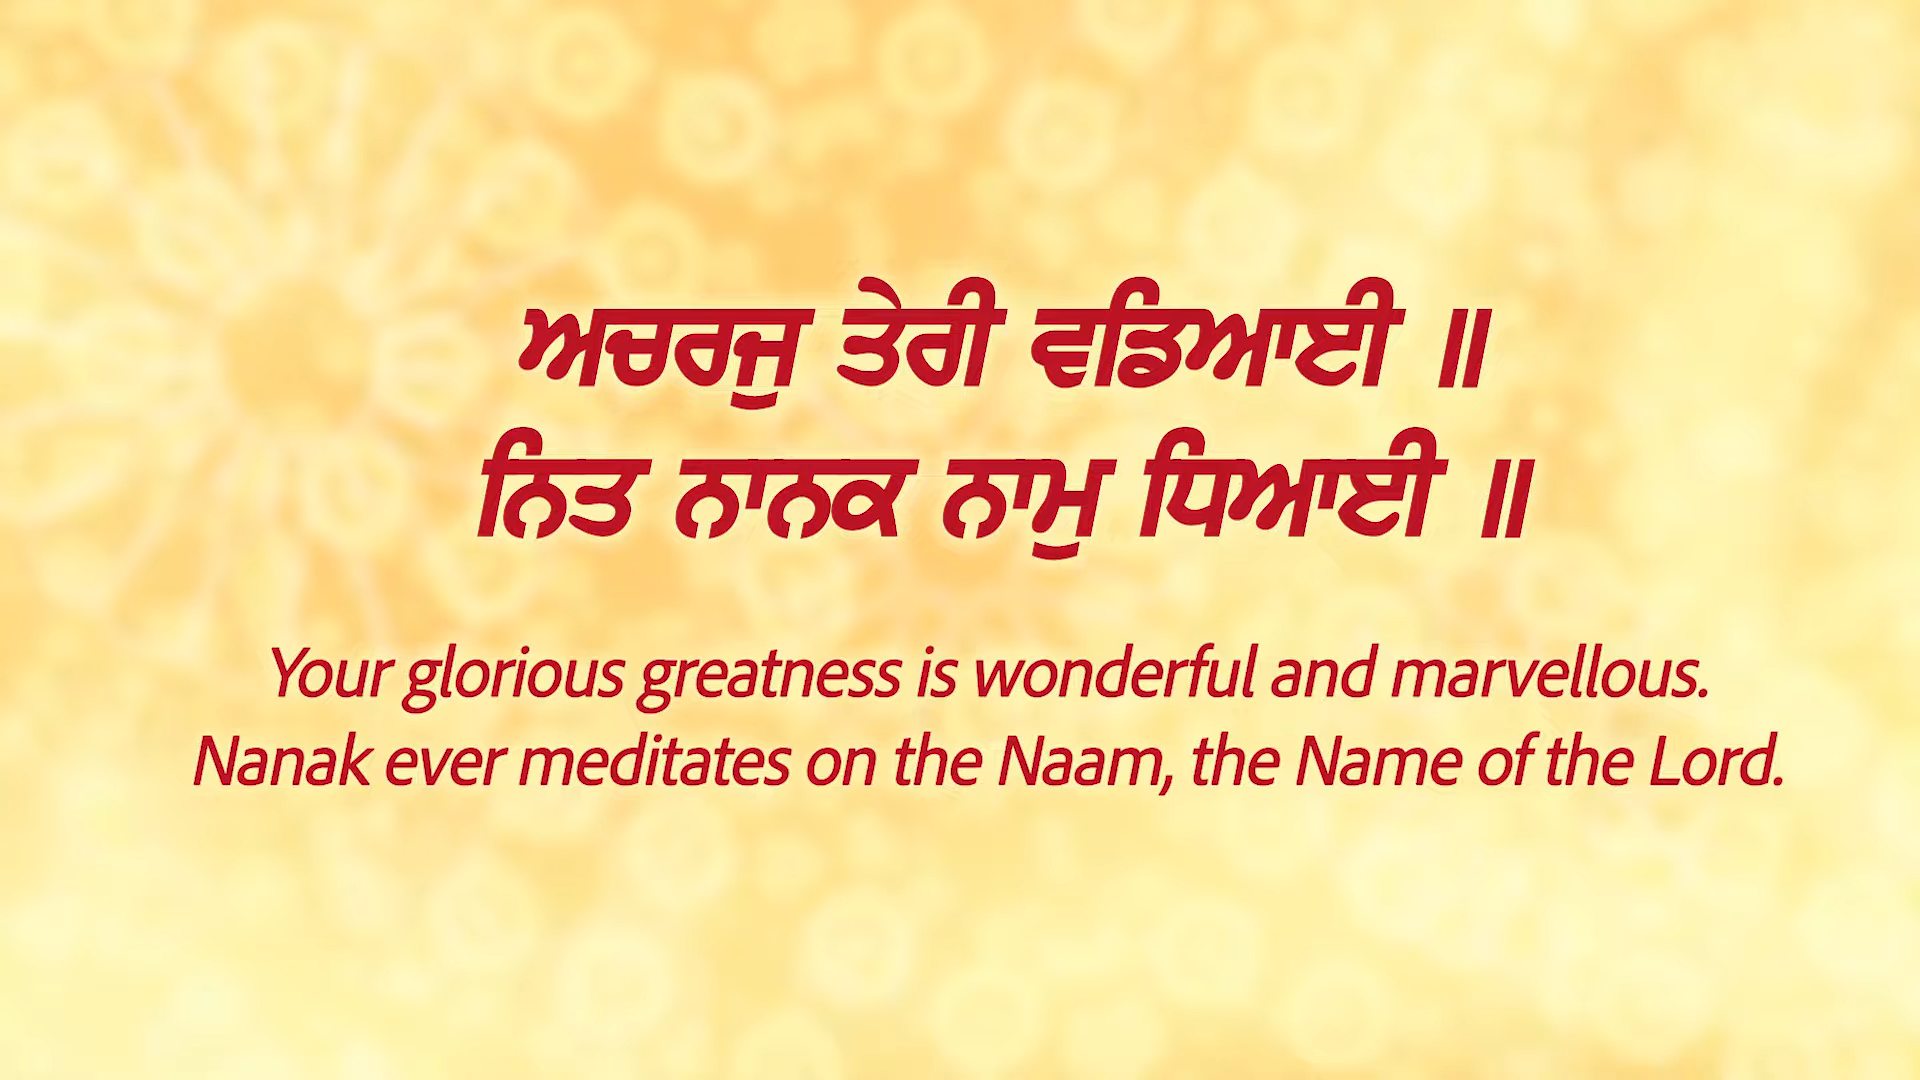 ਅਚਰਜੁ ਤੇਰੀ ਵਡਿਆਈ ॥
ਨਿਤ ਨਾਨਕ ਨਾਮੁ ਧਿਆਈ ॥
Your glorious greatness is wonderful and marvellous.
Nanak ever meditates on the Naam, the Name of the Lord.